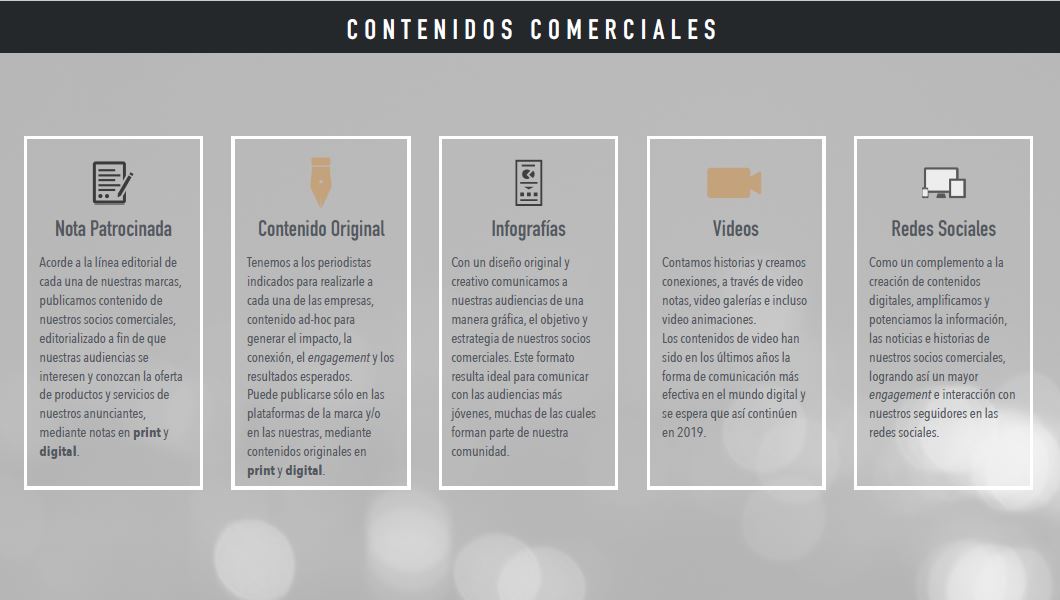 CONTENIDOS COMERCIALES
Nota Patrocinada
Acorde a la línea editorial de
cada una de nuestras marcas,
publicamos contenido de
nuestros socios comerciales,
editorializado a fin de que
nuestras audiencias se
interesen y conozcan la oferta
de productos y servicios de
nuestros anunciantes,
mediante notas en print y
digital.
Contenido Original
Tenemos a los periodistas
indicados para realizarle a
cada una de las empresas,
contenido ad-hoc para
generar el impacto, la
conexión, el engagement y los
resultados esperados.
Puede publicarse sólo en las
plataformas de la marca y/o
en las nuestras, mediante
contenidos originales en
print y digital.
Infografías
Con un diseño original y
creativo comunicamos a
nuestras audiencias de una
manera gráfica, el objetivo y
estrategia de nuestros socios
comerciales. Este formato
resulta ideal para comunicar
con las audiencias más
jóvenes, muchas de las cuales
forman parte de nuestra
comunidad.
Videos
Contamos historias y creamos
conexiones, a través de video
notas, video galerías e incluso
video animaciones.
Los contenidos de video han
sido en los últimos años la
forma de comunicación más
efectiva en el mundo digital y
se espera que así continúen
en 2019.
Redes Sociales
Como un complemento a la
creación de contenidos
digitales, amplificamos y
potenciamos la información,
las noticias e historias de
nuestros socios comerciales,
logrando así un mayor
engagement e interacción con
nuestros seguidores en las
redes sociales.